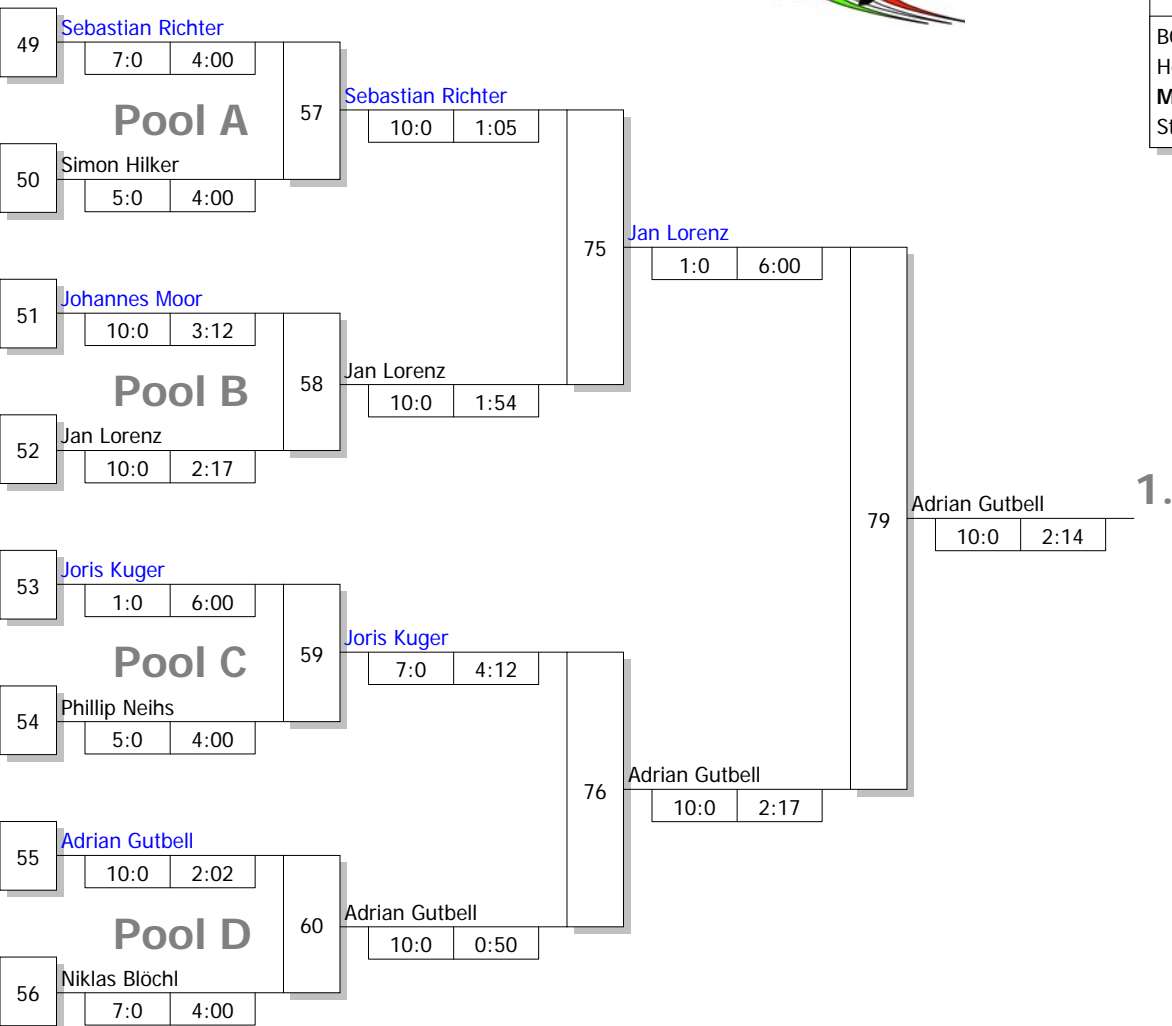 49
Sebastian Richter
7:0 4:00
Pool A
57
Sebastian Richter
10:0 1:05
50
Simon Hilker
5:0 4:00
75
Jan Lorenz
1:0 6:00
51
Johannes Moor
10:0 3:12
Pool B
58
Jan Lorenz
10:0 1:54
52
Jan Lorenz
10:0 2:17
79
Adrian Gutbell
10:0 2:14
1.
53
Joris Kuger
1:0 6:00
Pool C
59
Joris Kuger
7:0 4:12
54
Phillip Neihs
5:0 4:00
76
Adrian Gutbell
10:0 2:17
55
Adrian Gutbell
10:0 2:02
Pool D
60
Adrian Gutbell
10:0 0:50
56
Niklas Blöchl
7:0 4:00